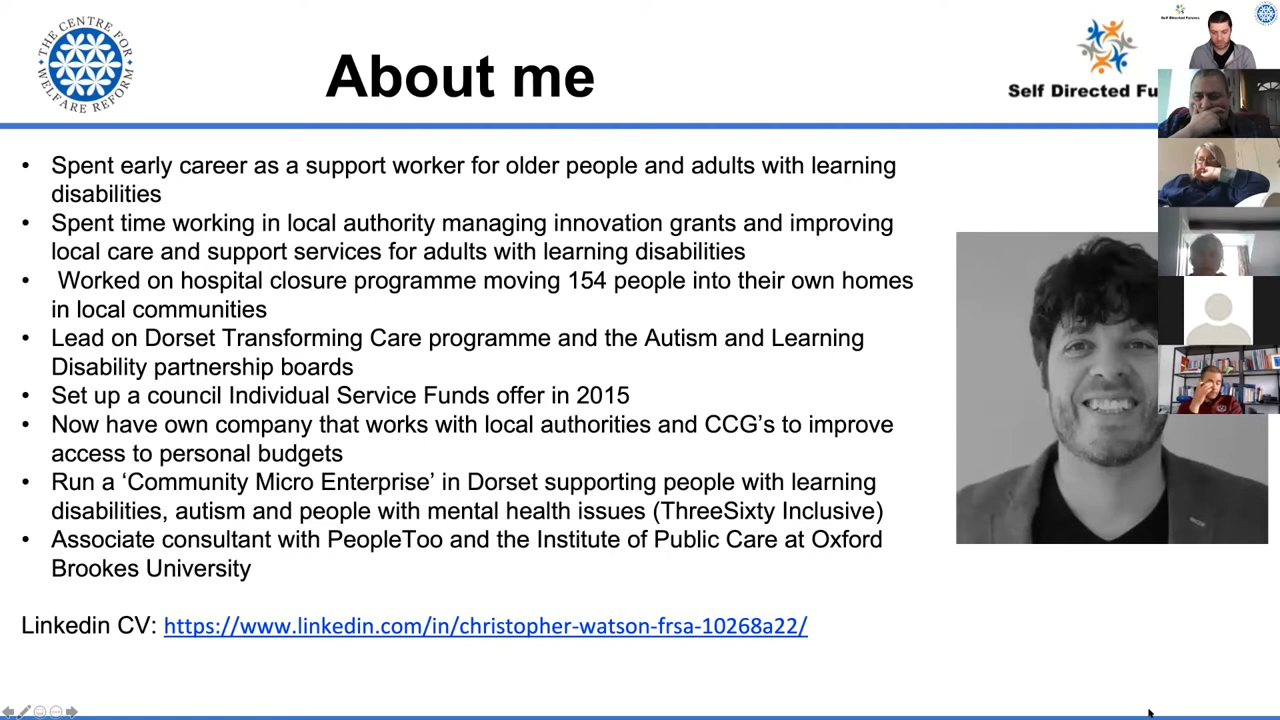 THE CENTRE FOR WELFARE REFORM
About me
Self Directed Fu
Self Directed Futures
• Spent early career as a support worker for older people and adults with learning
disabilities
• Spent time working in local authority managing innovation grants and improving
local care and support services for adults with learning disabilities
• Worked on hospital closure programme moving 154 people into their own homes
in local communities
• Lead on Dorset Transforming Care programme and the Autism and Learning
Disability partnership boards
• Set up a council Individual Service Funds offer in 2015
• Now have own company that works with local authorities and CCG’s to improve
access to personal budgets
• Run a ‘Community Micro Enterprise’ in Dorset supporting people with learning
disabilities, autism and people with mental health issues (ThreeSixty Inclusive)
• Associate consultant with PeopleToo and the Institute of Public Care at Oxford
Brookes University
Linkedin CV: https://www.linkedin.com/in/christopher-watson-frsa-10268a22/